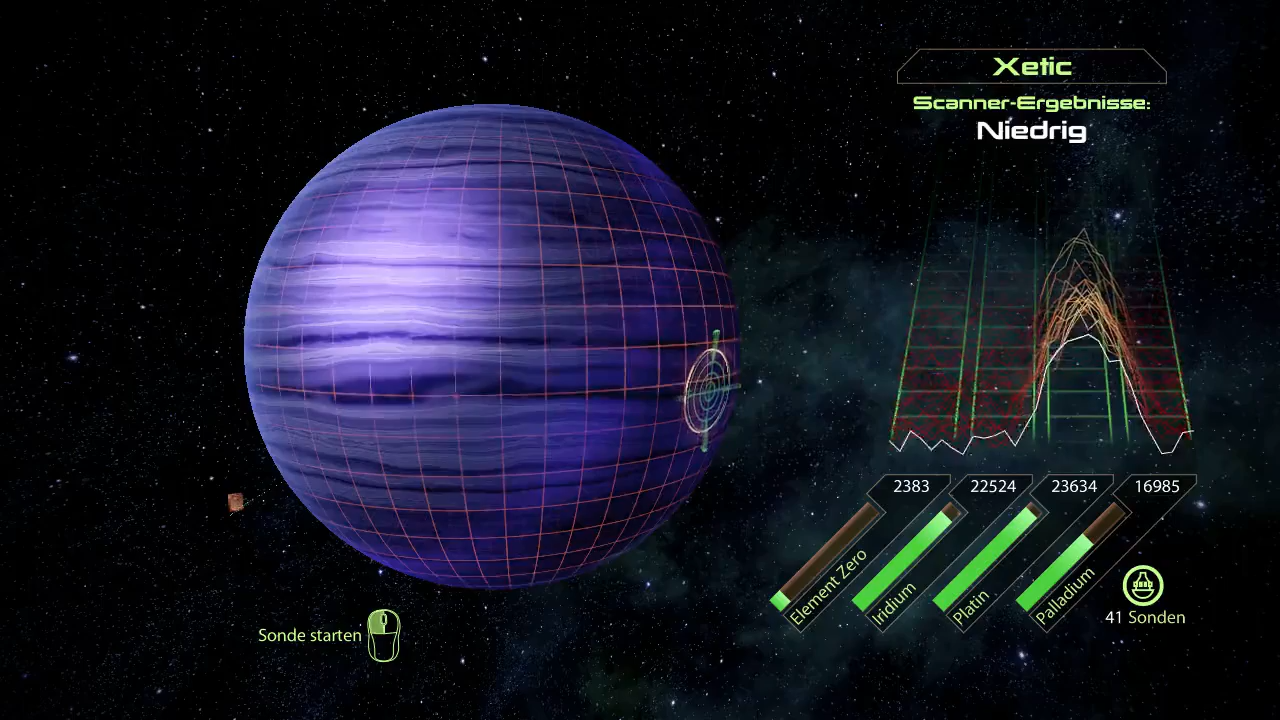 Xetic
Scanner-Ergebnisse:
Niedrig
2383
22524
23634
16985
Element Zero
Iridium
Platin
Palladium
41 Sonden
Sonde starten